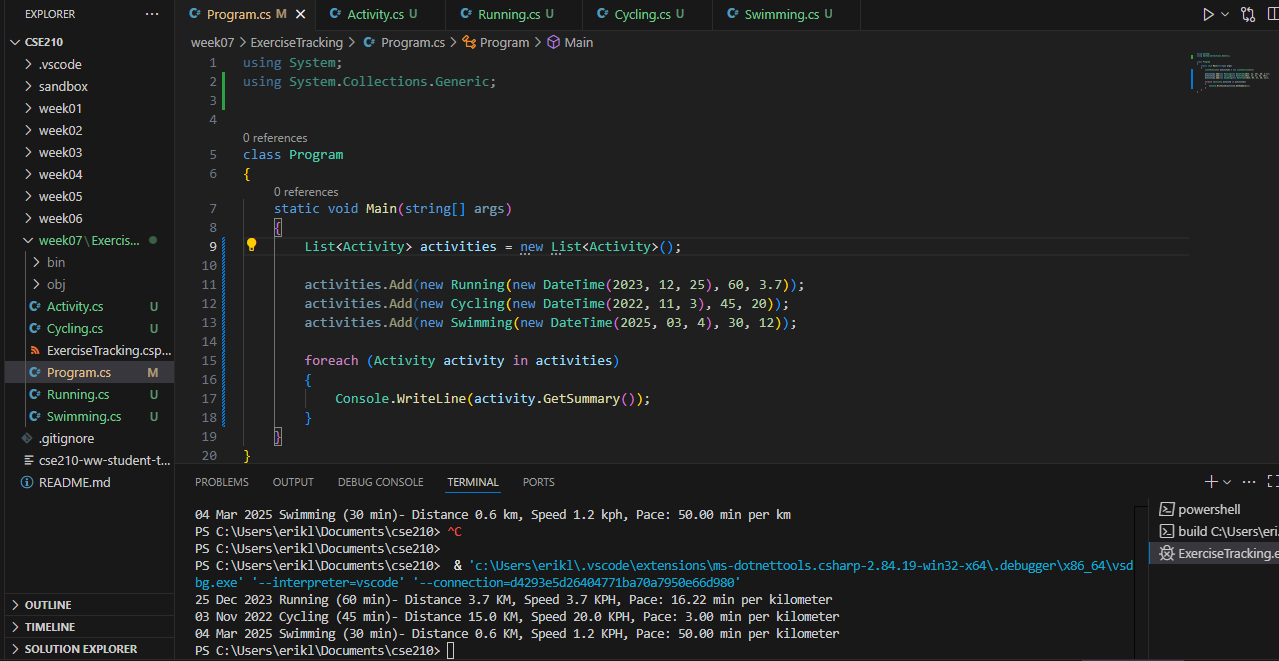 EXPLORER
CSE210
.vscode
sandbox
week01
week02
week03
week04
week05
week06
week07\Exercis...
bin
obj
Activity.cs U
Cycling.cs U
ExerciseTracking.csp...
Program.cs M
Running.cs U
Swimming.cs U
.gitignore
cse210-ww-student-t...
README.md
OUTLINE
TIMELINE
SOLUTION EXPLORER
Program.cs M
Activity.cs U
Running.cs U
Cycling.cs U
Swimming.cs U
week07 > ExerciseTracking > Program.cs > Program > Main
1 using System;
2 using System.Collections.Generic;
3
4
0 references
5 class Program
6 {
0 references
7 static void Main(string[] args)
8 {
9 List<Activity> activities = new List<Activity>();
10
11 activities.Add(new Running(new DateTime(2023, 12, 25), 60, 3.7));
12 activities.Add(new Cycling(new DateTime(2022, 11, 3), 45, 20));
13 activities.Add(new Swimming(new DateTime(2025, 03, 4), 30, 12));
14
15 foreach (Activity activity in activities)
16 {
17 Console.WriteLine(activity.GetSummary());
18 }
19 }
20 }
PROBLEMS OUTPUT DEBUG CONSOLE TERMINAL PORTS
04 Mar 2025 Swimming (30 min)- Distance 0.6 km, Speed 1.2 kph, Pace: 50.00 min per km
PS C:\Users\erikl\Documents\cse210> ^C
PS C:\Users\erikl\Documents\cse210>
PS C:\Users\erikl\Documents\cse210> & 'c:\Users\erikl\.vscode\extensions\ms-dotnettools.csharp-2.84.19-win32-x64\.debugger\x86_64\vsd
bg.exe' '--interpreter=vscode' '--connection=d4293e5d26404771ba70a7950e66d980'
25 Dec 2023 Running (60 min)- Distance 3.7 KM, Speed 3.7 KPH, Pace: 16.22 min per kilometer
03 Nov 2022 Cycling (45 min)- Distance 15.0 KM, Speed 20.0 KPH, Pace: 3.00 min per kilometer
04 Mar 2025 Swimming (30 min)- Distance 0.6 KM, Speed 1.2 KPH, Pace: 50.00 min per kilometer
PS C:\Users\erikl\Documents\cse210>
powershell
build C:\Users\eri.
ExerciseTracking.e